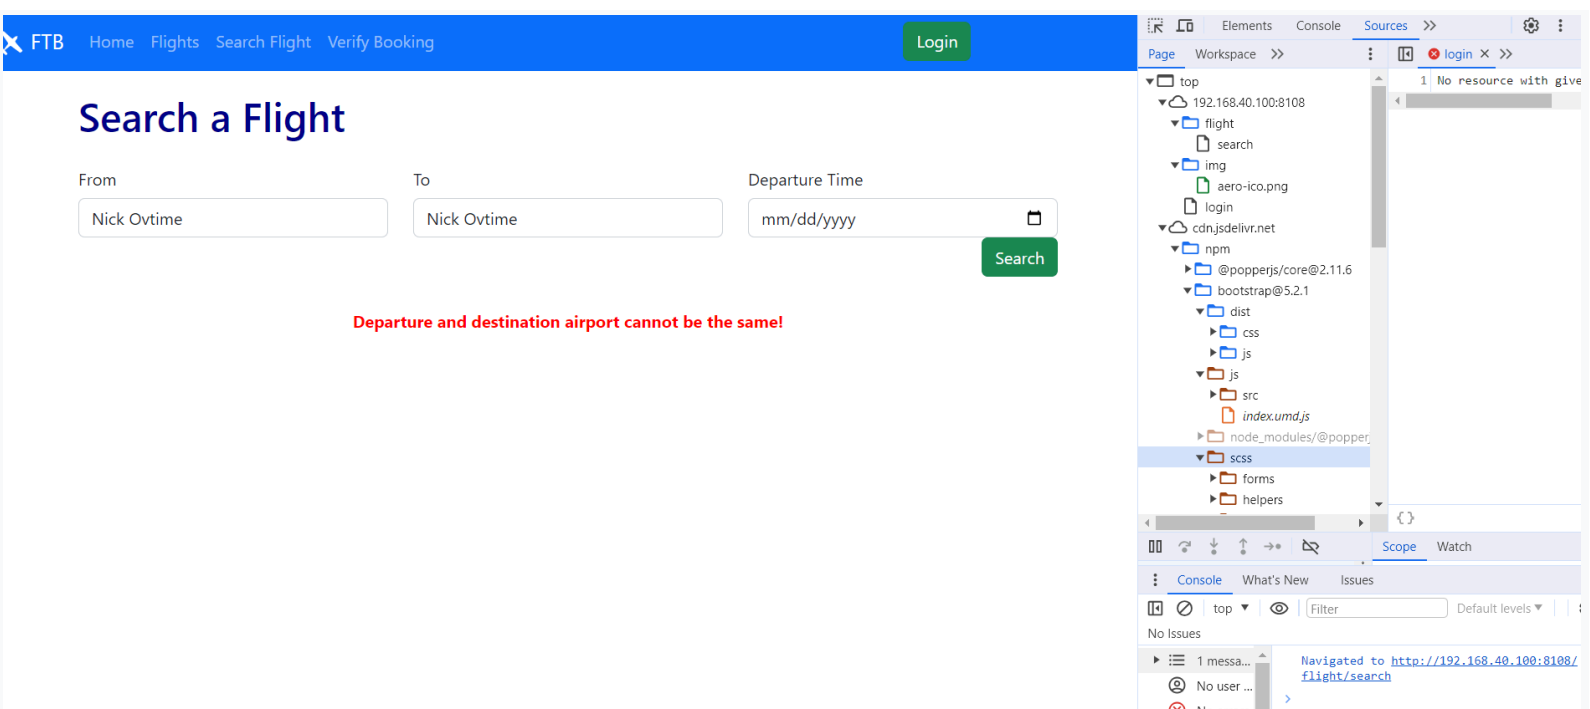 FTB Home Flights Search Flight Verify Booking Login
Search a Flight
From To Departure Time
Nick Ovtime Nick Ovtime mm/dd/yyyy
Search
Departure and destination airport cannot be the same!
Elements Console Sources
Page Workspace
login
top
192.168.40.100:8108
flight
search
img
aero-ico.png
login
cdn.jsdelivr.net
npm
@popperjs/core@2.11.6
bootstrap@5.2.1
dist
css
js
js
src
index.umd.js
node_modules/@popperj
scss
forms
helpers
1 No resource with give
{}
Scope Watch
Console What's New Issues
top Filter Default levels
No Issues
1 messa...
No user ...
Navigated to http://192.168.40.100:8108/
flight/search